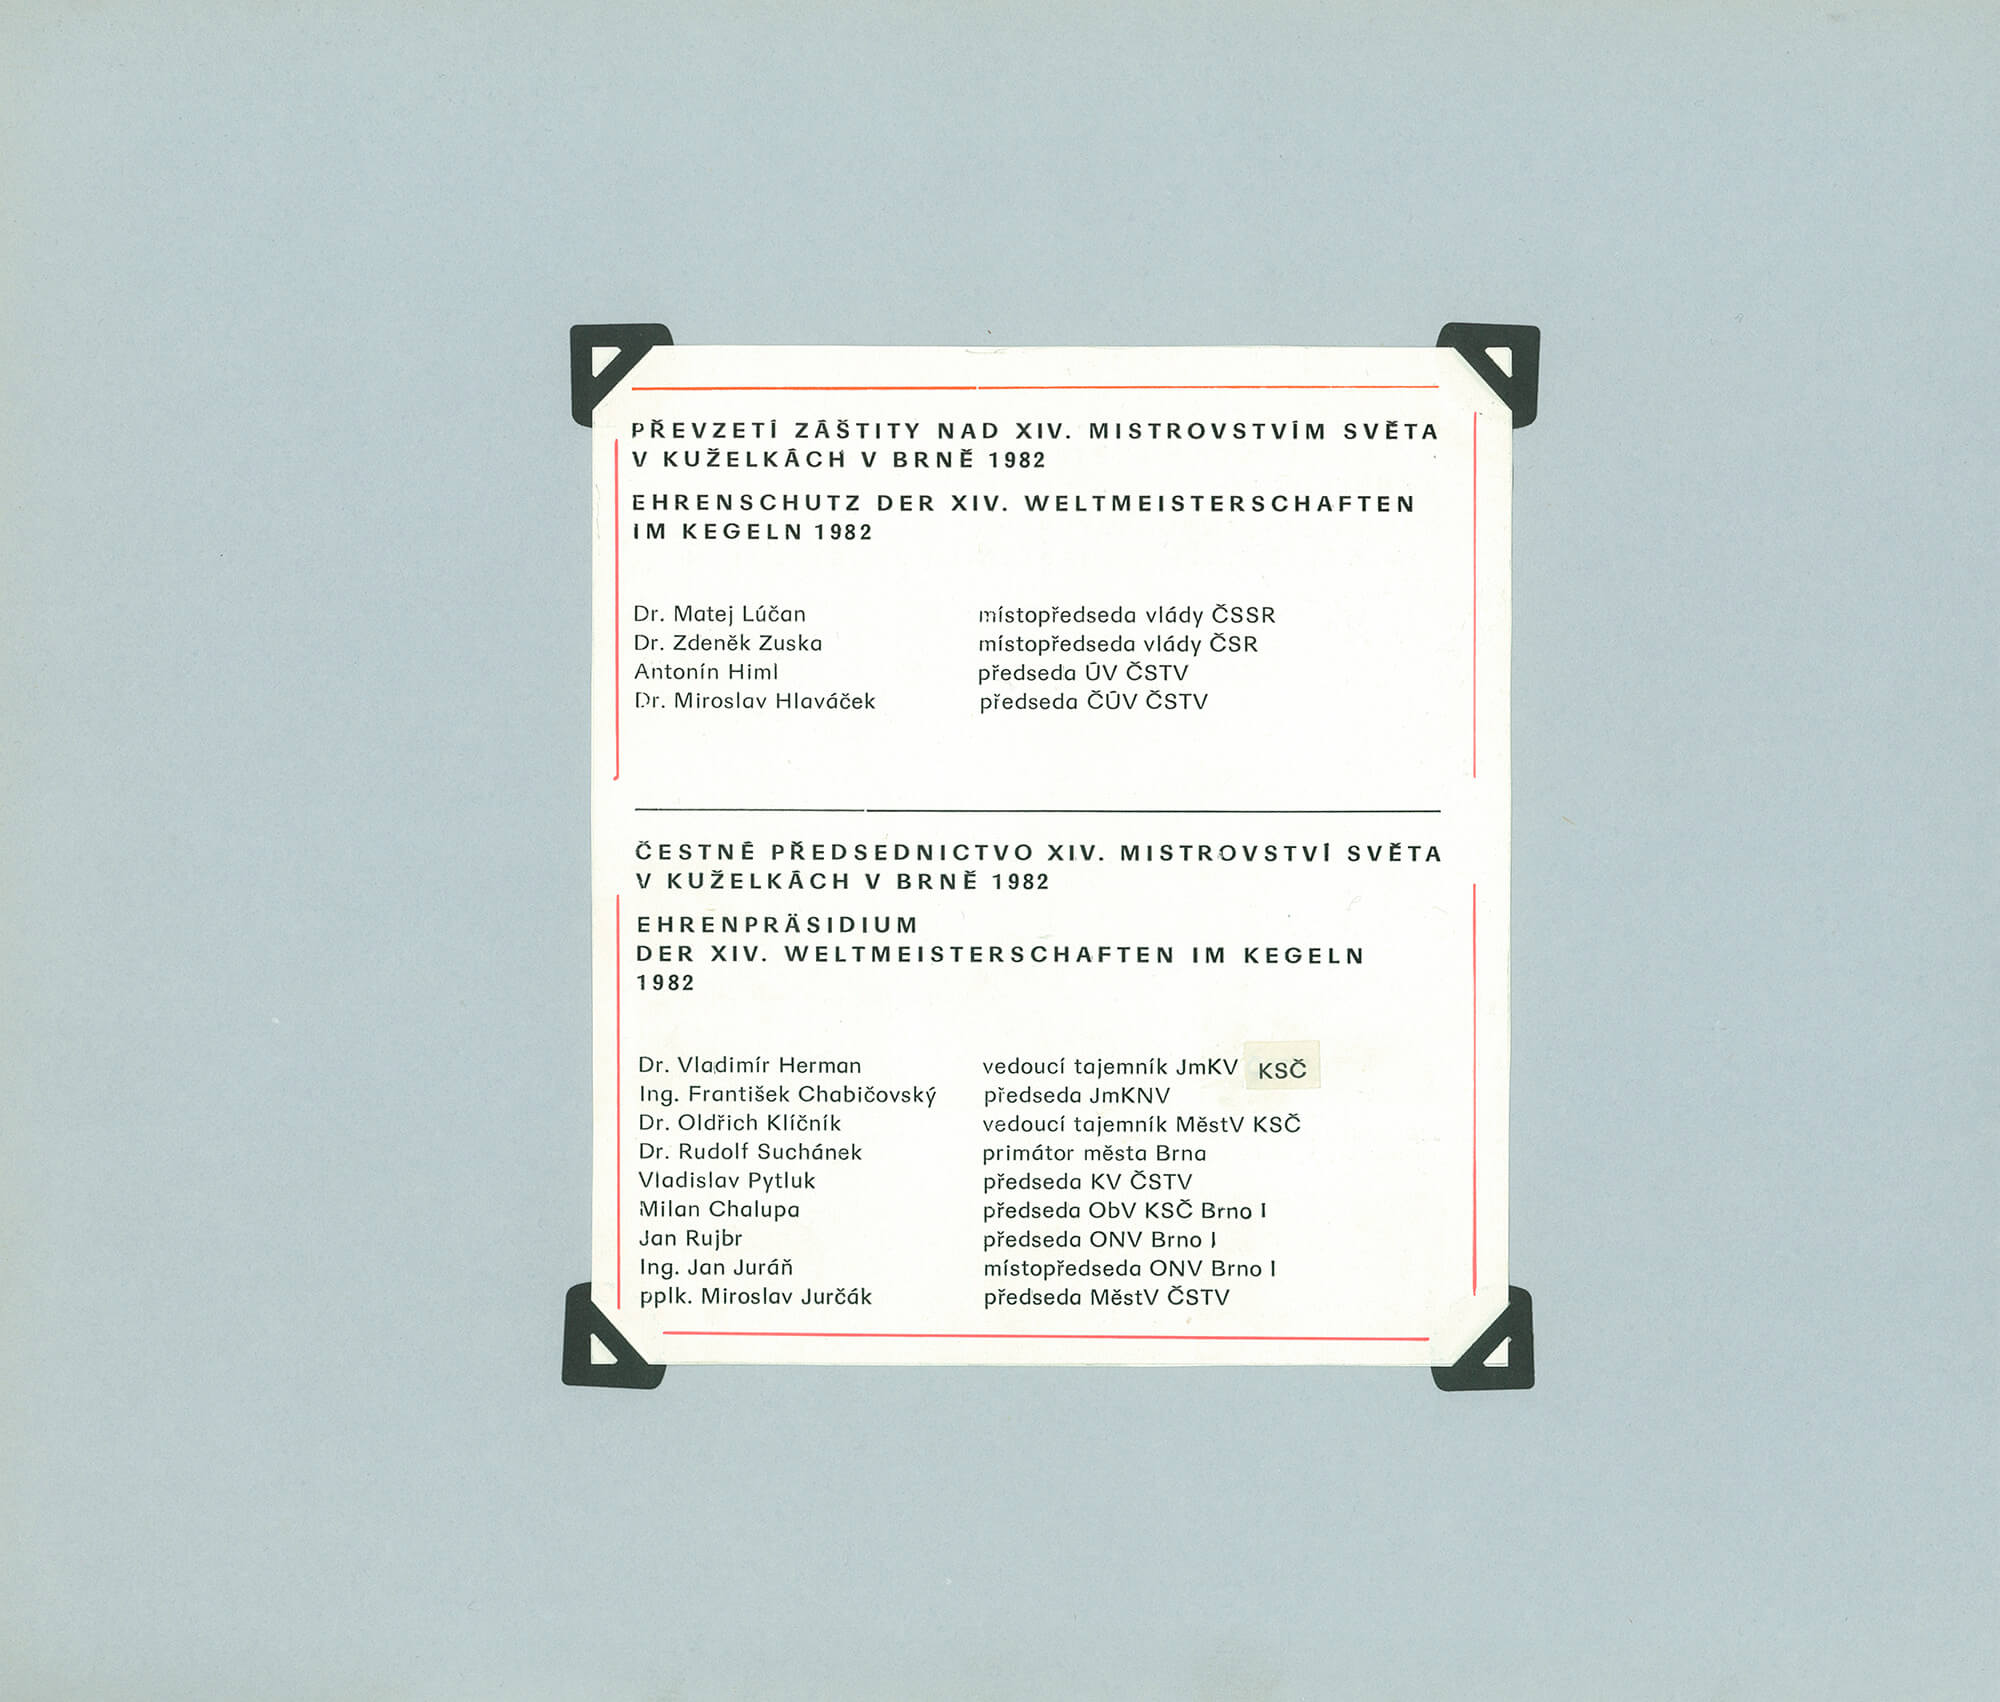 PŘEVZETÍ ZÁŠTITY NAD XIV. MISTROVSTVÍM SVĚTA
V KUŽELKÁCH V BRNĚ 1982
EHRENSCHUTZ DER XIV. WELTMEISTERSCHAFTEN
IM KEGELN 1982
Dr. Matej Lúčan místopředseda vlády ČSSR
Dr. Zdeněk Zuska místopředseda vlády ČSR
Antonín Himl předseda ÚV ČSTV
Dr. Miroslav Hlaváček předseda ČÚV ČSTV
ČESTNÉ PŘEDSEDNICTVO XIV. MISTROVSTVÍ SVĚTA
V KUŽELKÁCH V BRNĚ 1982
EHRENPRÄSIDIUM
DER XIV. WELTMEISTERSCHAFTEN IM KEGELN
1982
Dr. Vladimír Herman vedoucí tajemník JmKV KSČ
Ing. František Chabičovský předseda JmKNV
Dr. Oldřich Klíčník vedoucí tajemník MěstV KSČ
Dr. Rudolf Suchánek primátor města Brna
Vladislav Pytluk předseda KV ČSTV
Milan Chalupa předseda ObV KSČ Brno I
Jan Rujbr předseda ONV Brno I
Ing. Jan Juráň místopředseda ONV Brno I
pplk. Miroslav Jurčák předseda MěstV ČSTV